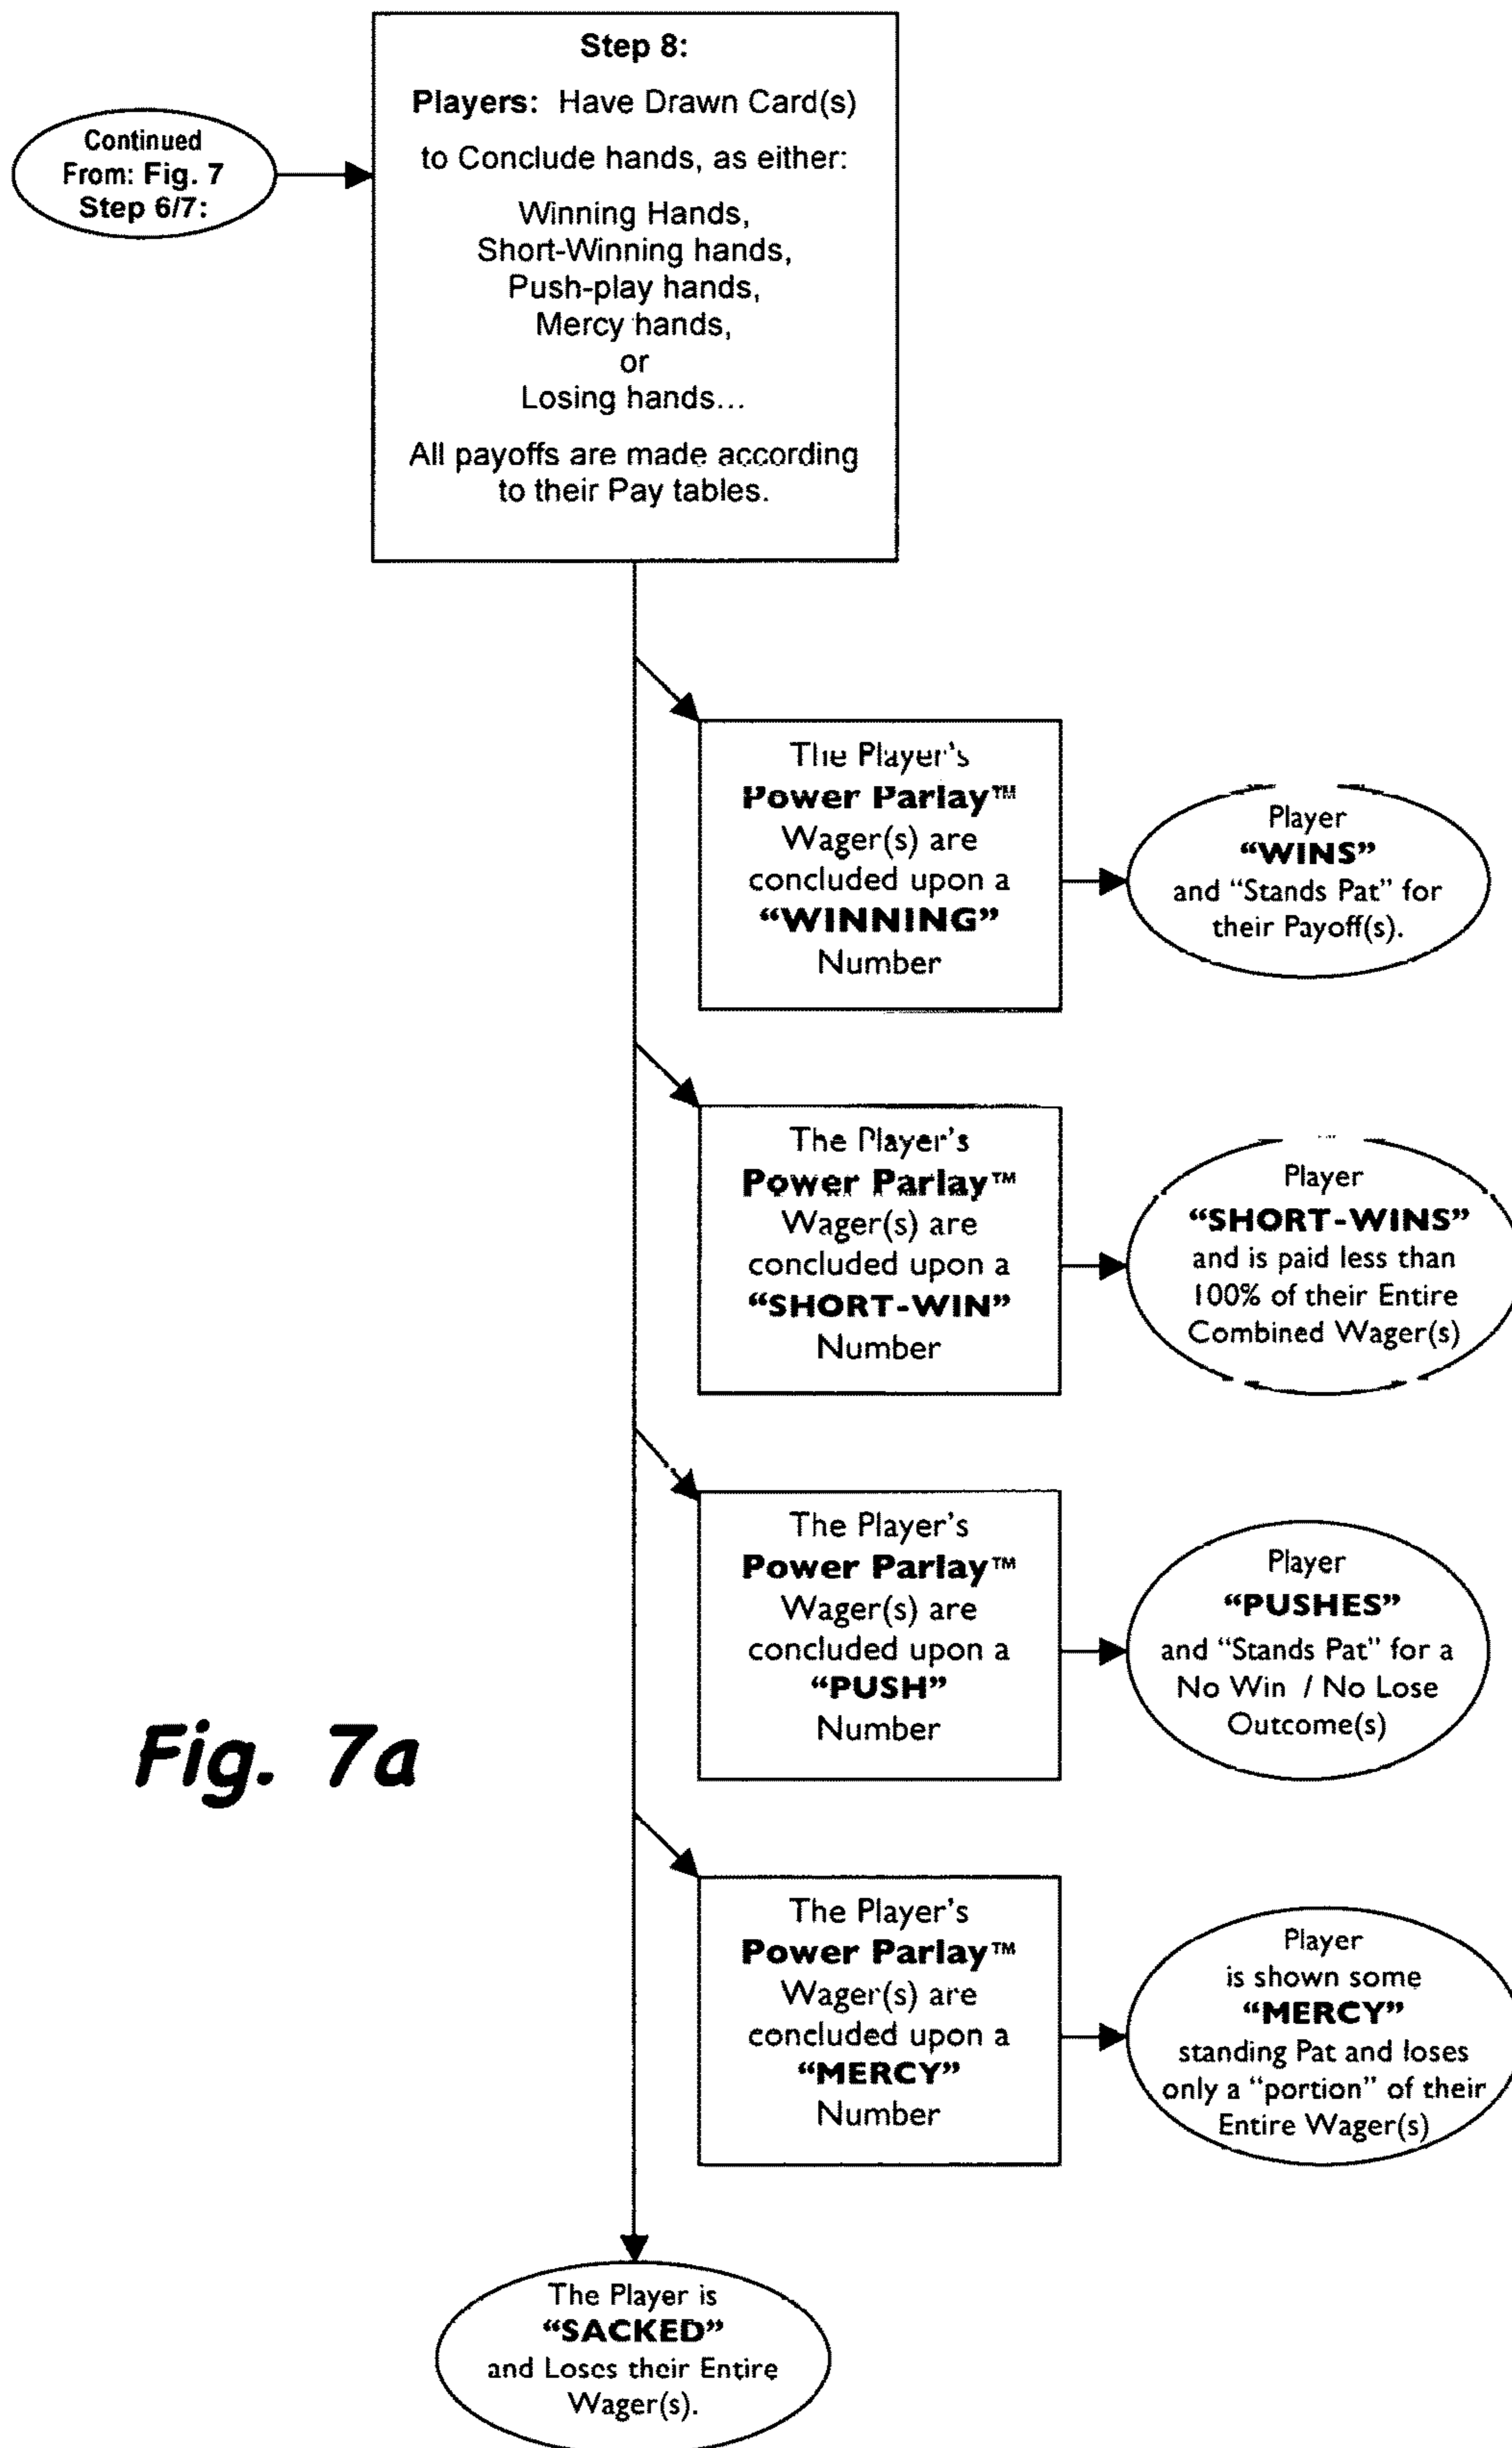 Step 8:
Players: Have Drawn Card(s)
to Conclude hands, as either:
Winning Hands,
Short-Winning hands,
Push-play hands,
Mercy hands,
or
Losing hands...
All payoffs are made according
to their Pay tables.
Continued
From: Fig. 7
Step 6/7:
The Player's
Power Parlay™
Wager(s) are
concluded upon a
“WINNING”
Number
Player
“WINS”
and “Stands Pat” for
their Payoff(s).
The Player's
Power Parlay™
Wager(s) are
concluded upon a
“SHORT-WIN”
Number
Player
“SHORT-WINS”
and is paid less than
100% of their Entire
Combined Wager(s)
The Player's
Power Parlay™
Wager(s) are
concluded upon a
“PUSH”
Number
Player
“PUSHES”
and “Stands Pat” for a
No Win / No Lose
Outcome(s)
Fig. 7a
The Player's
Power Parlay™
Wager(s) are
concluded upon a
“MERCY”
Number
Player
is shown some
“MERCY”
standing Pat and loses
only a “portion” of their
Entire Wager(s)
The Player is
“SACKED”
and Loses their Entire
Wager(s).